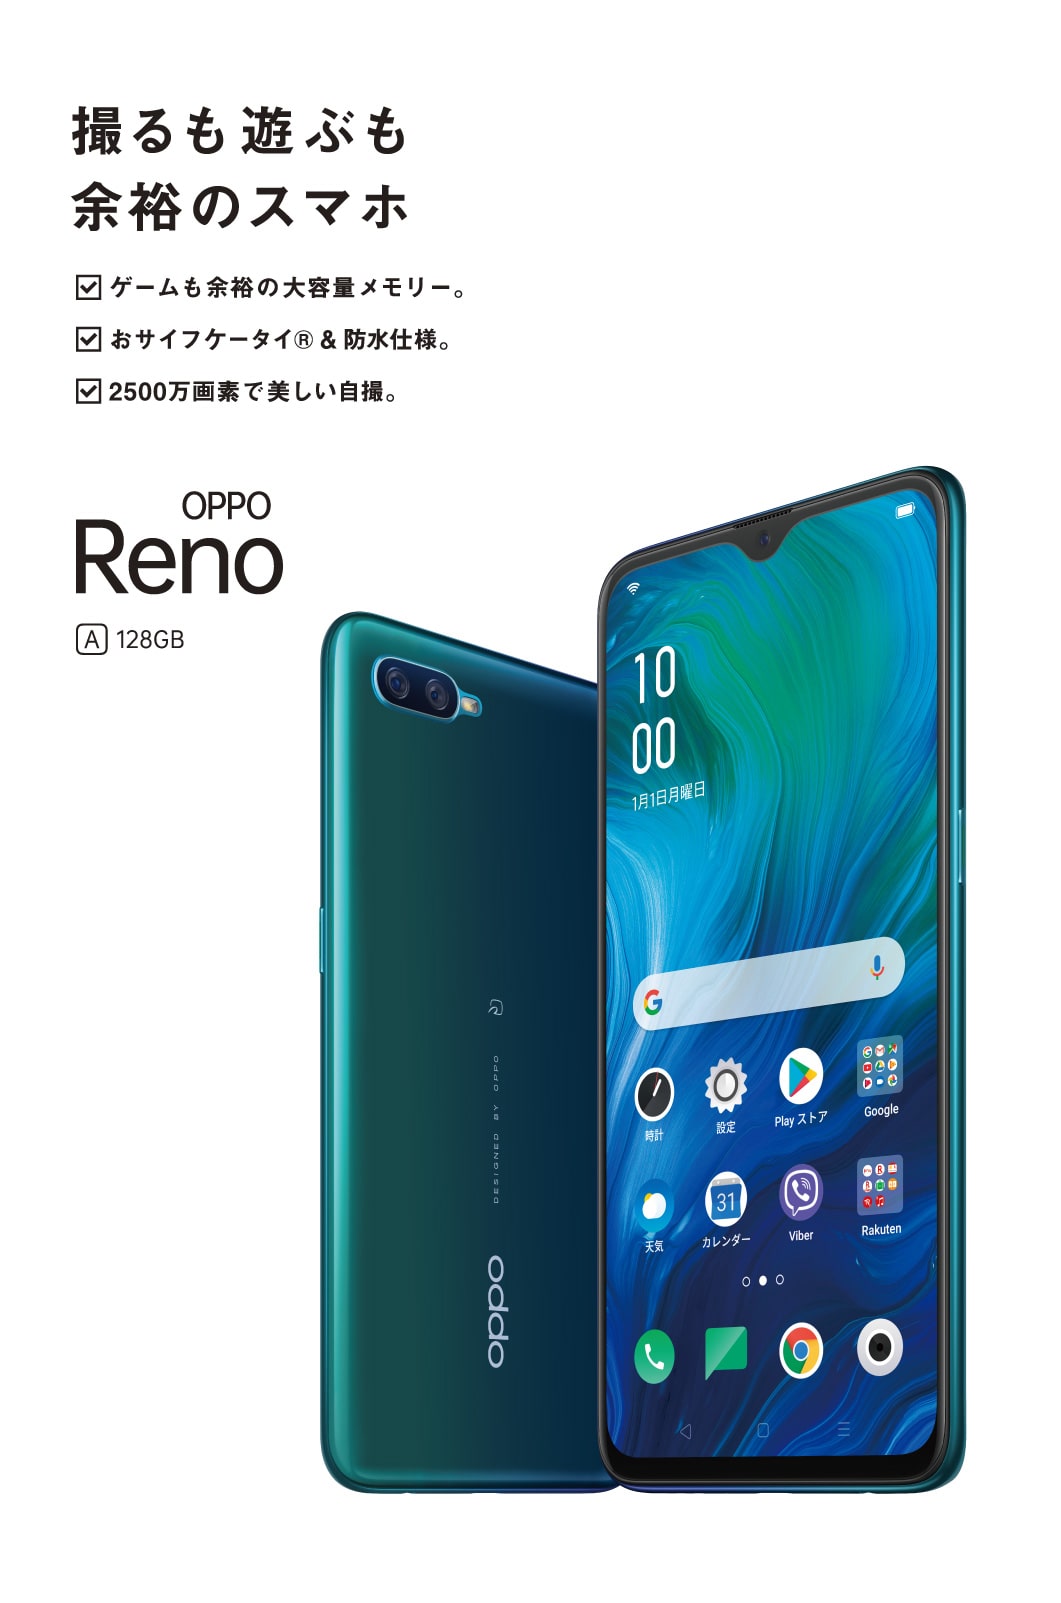 撮るも遊ぶも
余裕のスマホ
ゲームも余裕の大容量メモリー。
おサイフケータイ® & 防水仕様。
2500万画素で美しい自撮。
OPPO
Reno
A 128GB
10
00
1月1日月曜日
G
時計
設定
Play ストア
Google
天気
31
カレンダー
Viber
Rakuten
DESIGNED BY OPPO
oppo